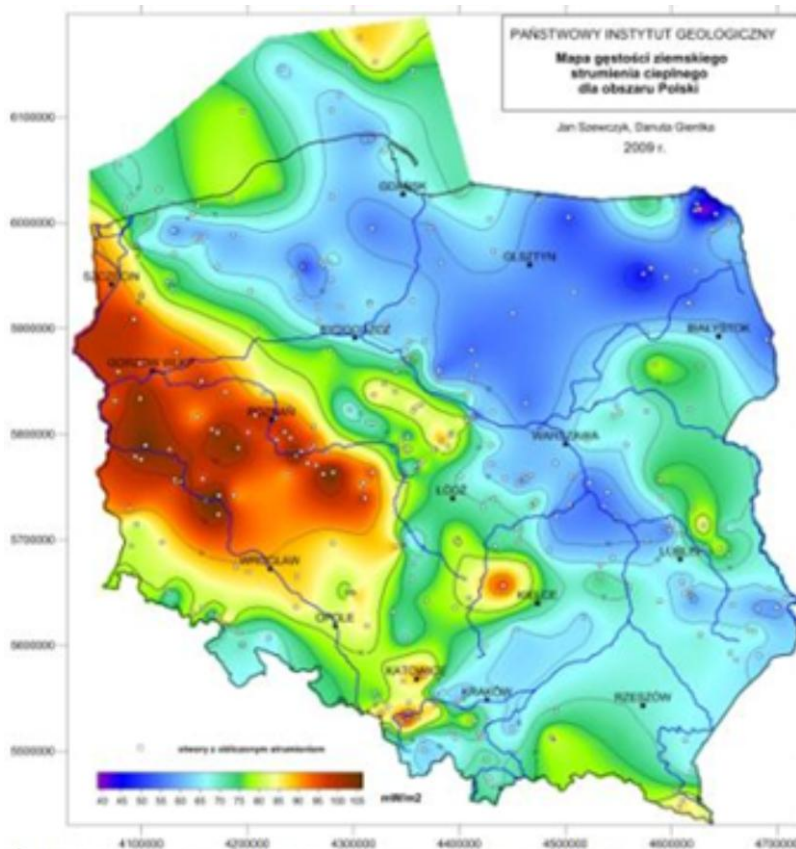 PAŃSTWOWY INSTYTUT GEOLOGICZNY
Mapa gęstości ziemskiego
strumienia cieplnego
dla obszaru Polski
Jan Szewczyk, Danuta Gientka
2009 r.
6100000
6000000
5900000
5800000
5700000
5600000
5500000
GDAŃSK
OLSZTYN
SZCZECIN
BYDGOSZCZ
BIAŁYSTOK
GORZÓW WLKP
POZNAŃ
WARSZAWA
ŁÓDŹ
LUBLIN
WROCŁAW
KIELCE
OPOLE
KATOWICE
KRAKÓW
RZESZÓW
otwory z obliczonym strumieniem
40 45 50 55 60 65 70 75 80 85 90 95 100 105 mW/m2
4100000 4200000 4300000 4400000 4500000 4600000 4700000